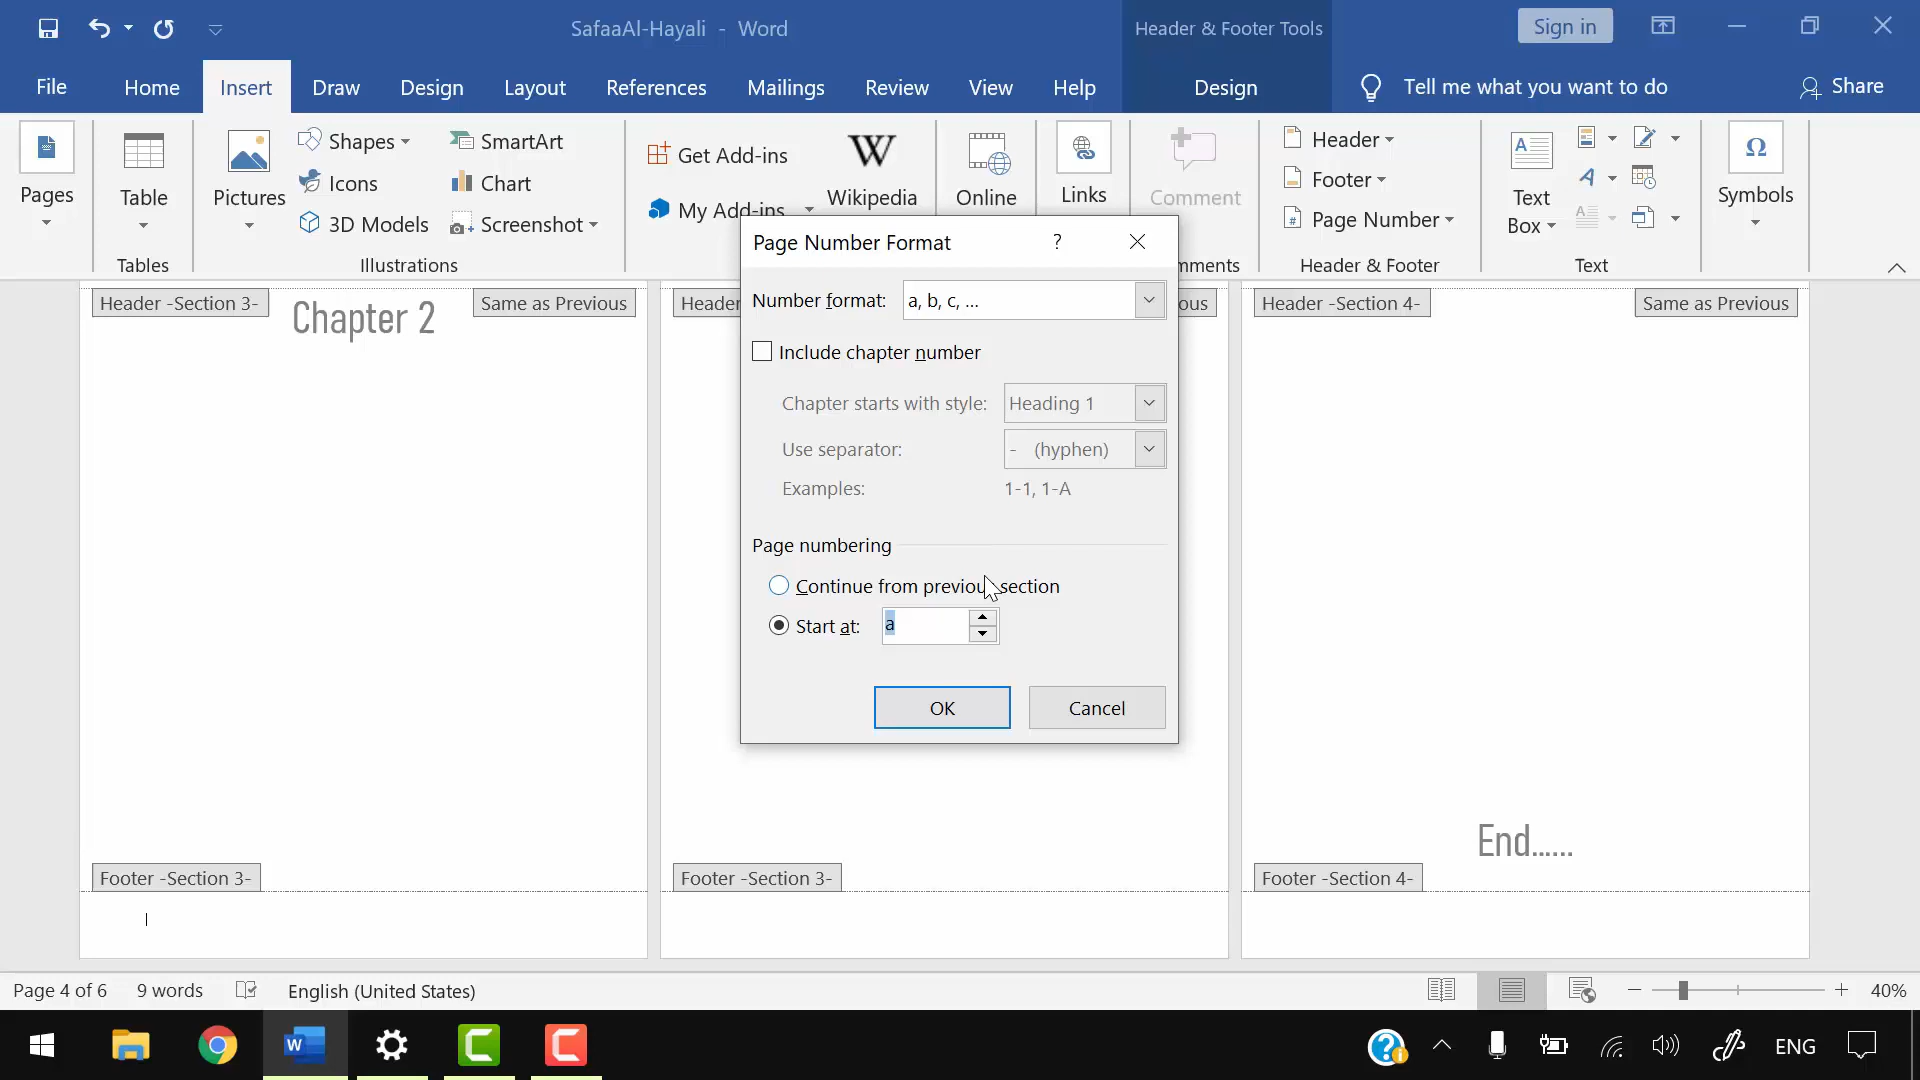 SafaaAl-Hayali - Word
Header & Footer Tools
Sign in
File
Home
Insert
Draw
Design
Layout
References
Mailings
Review
View
Help
Design
Tell me what you want to do
Share
Pages
Table
Tables
Pictures
Shapes
Icons
3D Models
SmartArt
Chart
Screenshot
Illustrations
Get Add-ins
My Add-ins
W
Wikipedia
Online
Links
Comment
mments
Header
Footer
Page Number
Header & Footer
Text
Box
Text
Ω
Symbols
Page Number Format
?
Number format: a, b, c, ...
Include chapter number
Chapter starts with style: Heading 1
Use separator: - (hyphen)
Examples: 1-1, 1-A
Page numbering
Continue from previous section
Start at: a
OK
Cancel
Header -Section 3-
Chapter 2
Same as Previous
Header
ous
Header -Section 4-
Same as Previous
End......
Footer -Section 3-
Footer -Section 3-
Footer -Section 4-
Page 4 of 6
9 words
English (United States)
40%
ENG